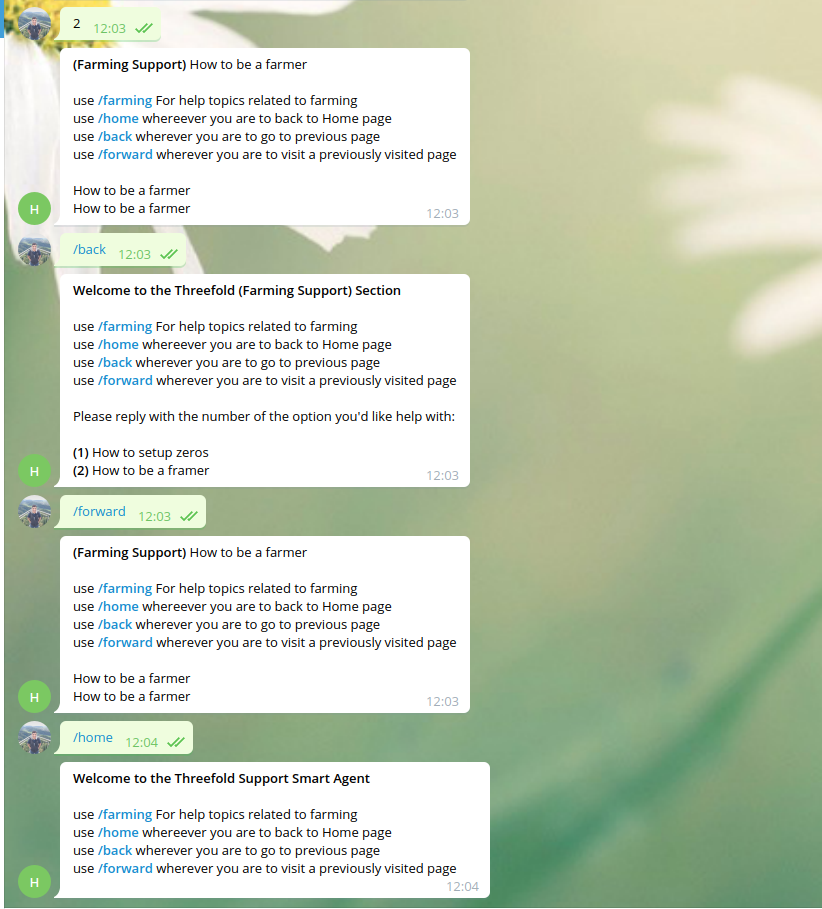 2 12:03
(Farming Support) How to be a farmer
use /farming For help topics related to farming
use /home whereever you are to back to Home page
use /back wherever you are to go to previous page
use /forward wherever you are to visit a previously visited page
How to be a farmer
How to be a farmer
H 12:03
/back 12:03
Welcome to the Threefold (Farming Support) Section
use /farming For help topics related to farming
use /home whereever you are to back to Home page
use /back wherever you are to go to previous page
use /forward wherever you are to visit a previously visited page
Please reply with the number of the option you'd like help with:
(1) How to setup zeros
(2) How to be a framer
H 12:03
/forward 12:03
(Farming Support) How to be a farmer
use /farming For help topics related to farming
use /home whereever you are to back to Home page
use /back wherever you are to go to previous page
use /forward wherever you are to visit a previously visited page
How to be a farmer
How to be a farmer
H 12:03
/home 12:04
Welcome to the Threefold Support Smart Agent
use /farming For help topics related to farming
use /home whereever you are to back to Home page
use /back wherever you are to go to previous page
use /forward wherever you are to visit a previously visited page
H 12:04